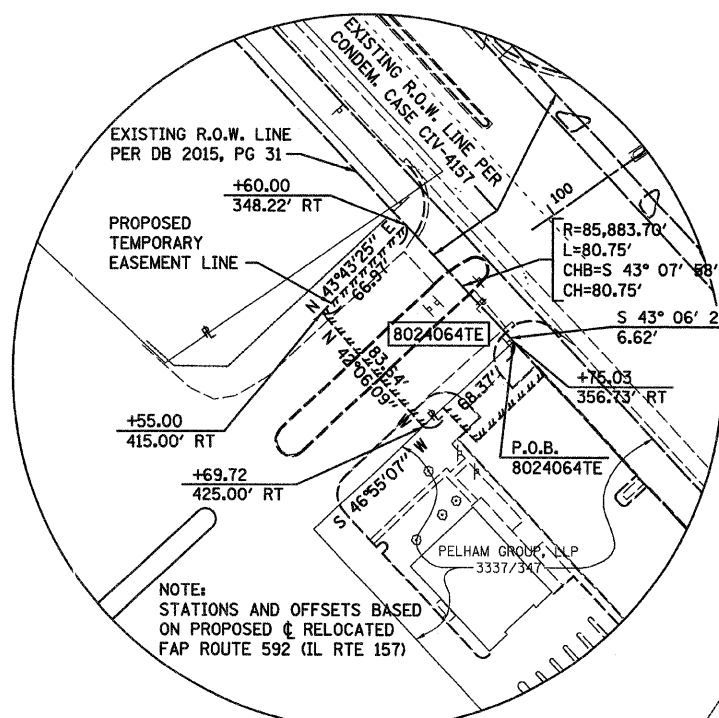 EXISTING R.O.W. LINE PER
CONDEM. CASE CIV-4157
EXISTING R.O.W. LINE
PER DB 2015, PG 31
+60.00
348.22' RT
PROPOSED
TEMPORARY
EASEMENT LINE
N 43°43'25" E
66.97'
100
R=85,883.70'
L=80.75'
CHB=S 43° 07' 58"
CH=80.75'
S 43° 06' 2
6.62'
8024064TE
83.64'
N 42°06'09" W
68.37'
+75.03
356.73' RT
+55.00
415.00' RT
P.O.B.
8024064TE
+69.72
425.00' RT
S 46°55'07" W
PELHAM GROUP, LLP
3337/347
NOTE:
STATIONS AND OFFSETS BASED
ON PROPOSED ℄ RELOCATED
FAP ROUTE 592 (IL RTE 157)